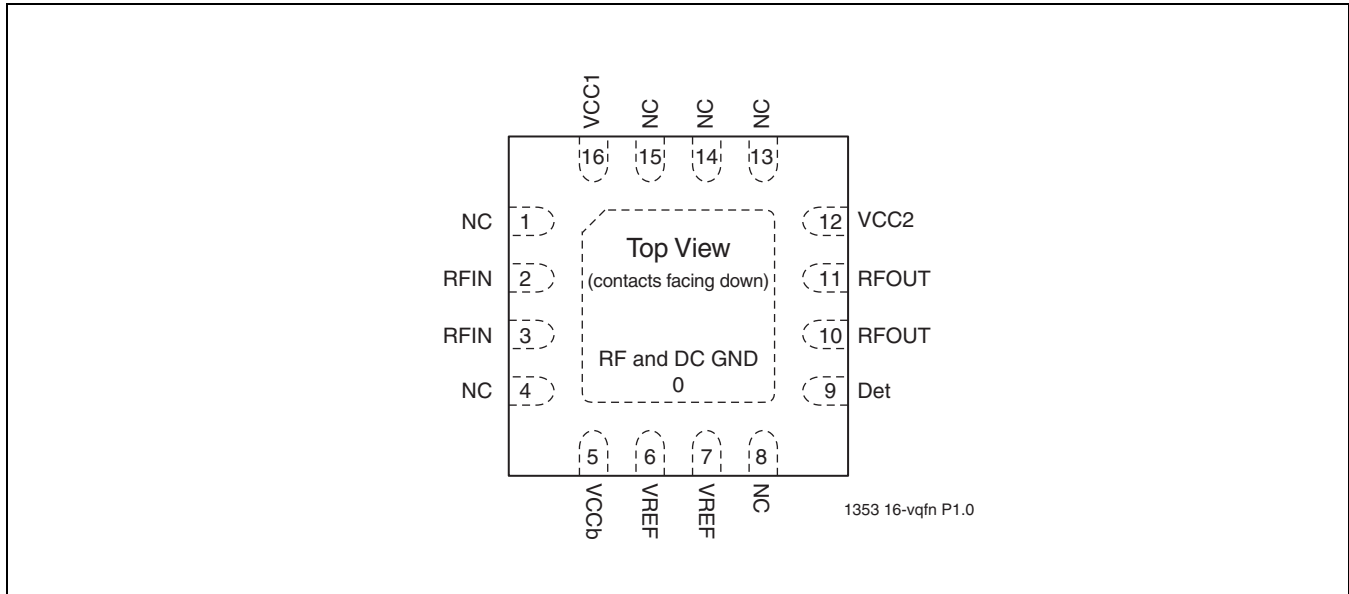 VCC1 NC NC NC
16 15 14 13
NC 1 12 VCC2
Top View
RFIN 2 (contacts facing down) 11 RFOUT
RFIN 3 10 RFOUT
RF and DC GND
0
NC 4 9 Det
5 6 7 8
VCCb VREF VREF NC
1353 16-vqfn P1.0